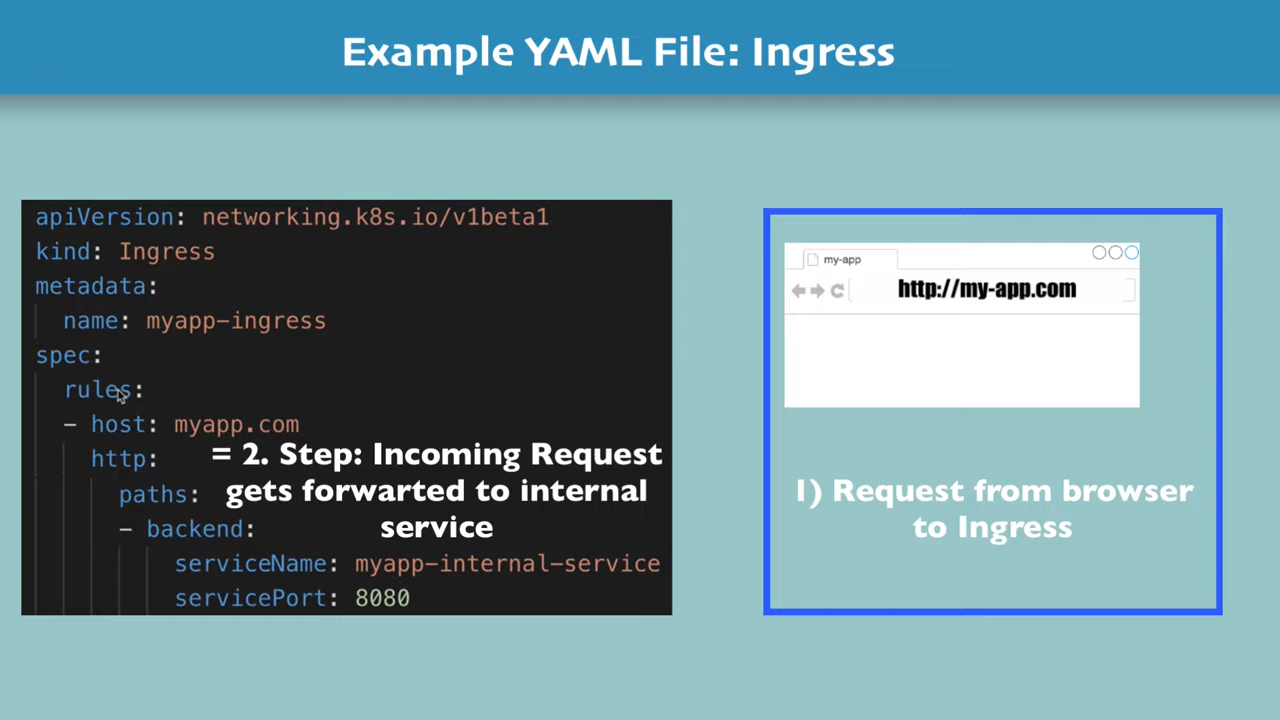 Example YAML File: Ingress
apiVersion: networking.k8s.io/v1beta1
kind: Ingress
metadata:
name: myapp-ingress
spec:
rules:
- host: myapp.com
http:
paths:
- backend:
serviceName: myapp-internal-service
servicePort: 8080
= 2. Step: Incoming Request
gets forwarded to internal
service
my-app
http://my-app.com
1) Request from browser
to Ingress